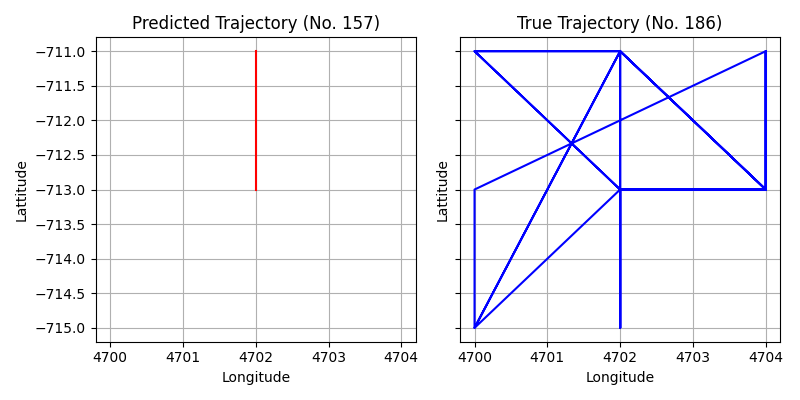 Predicted Trajectory (No. 157)
−711.0
−711.5
−712.0
−712.5
−713.0
−713.5
−714.0
−714.5
−715.0
Lattitude
4700 4701 4702 4703 4704
Longitude
True Trajectory (No. 186)
Lattitude
4700 4701 4702 4703 4704
Longitude